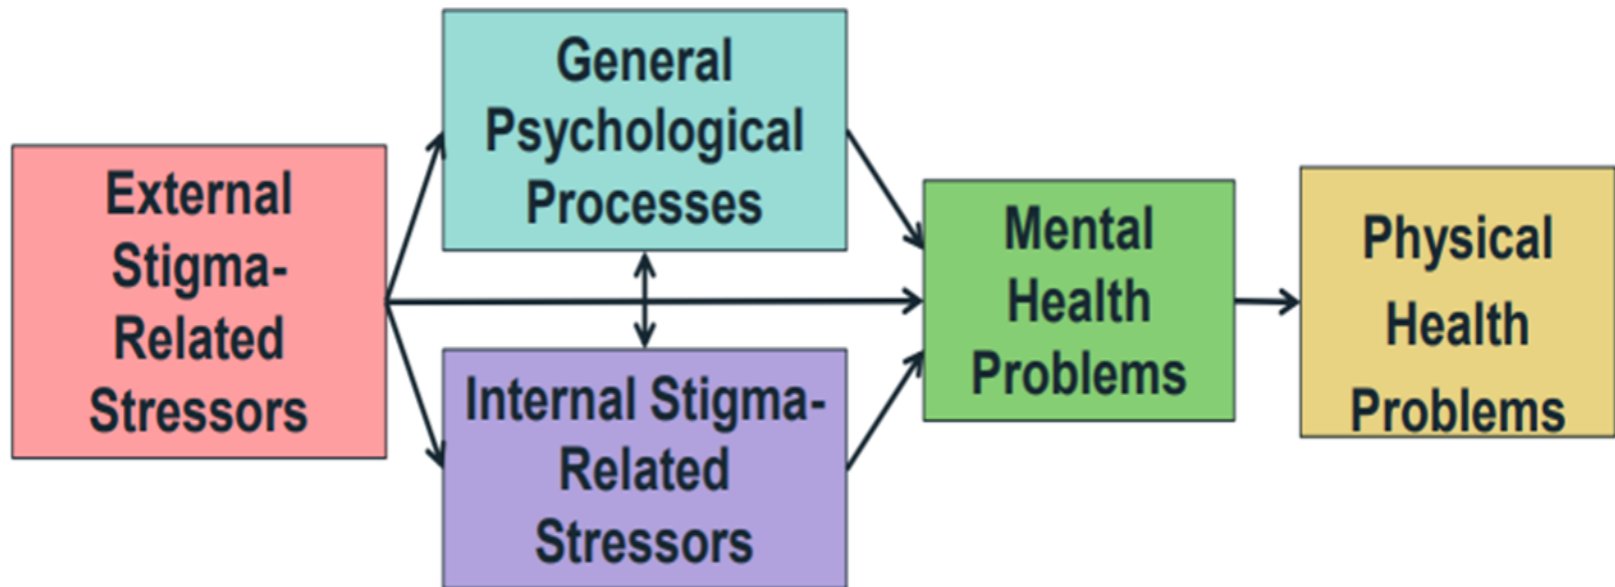 External
Stigma-
Related
Stressors
General
Psychological
Processes
Internal Stigma-
Related
Stressors
Mental
Health
Problems
Physical
Health
Problems